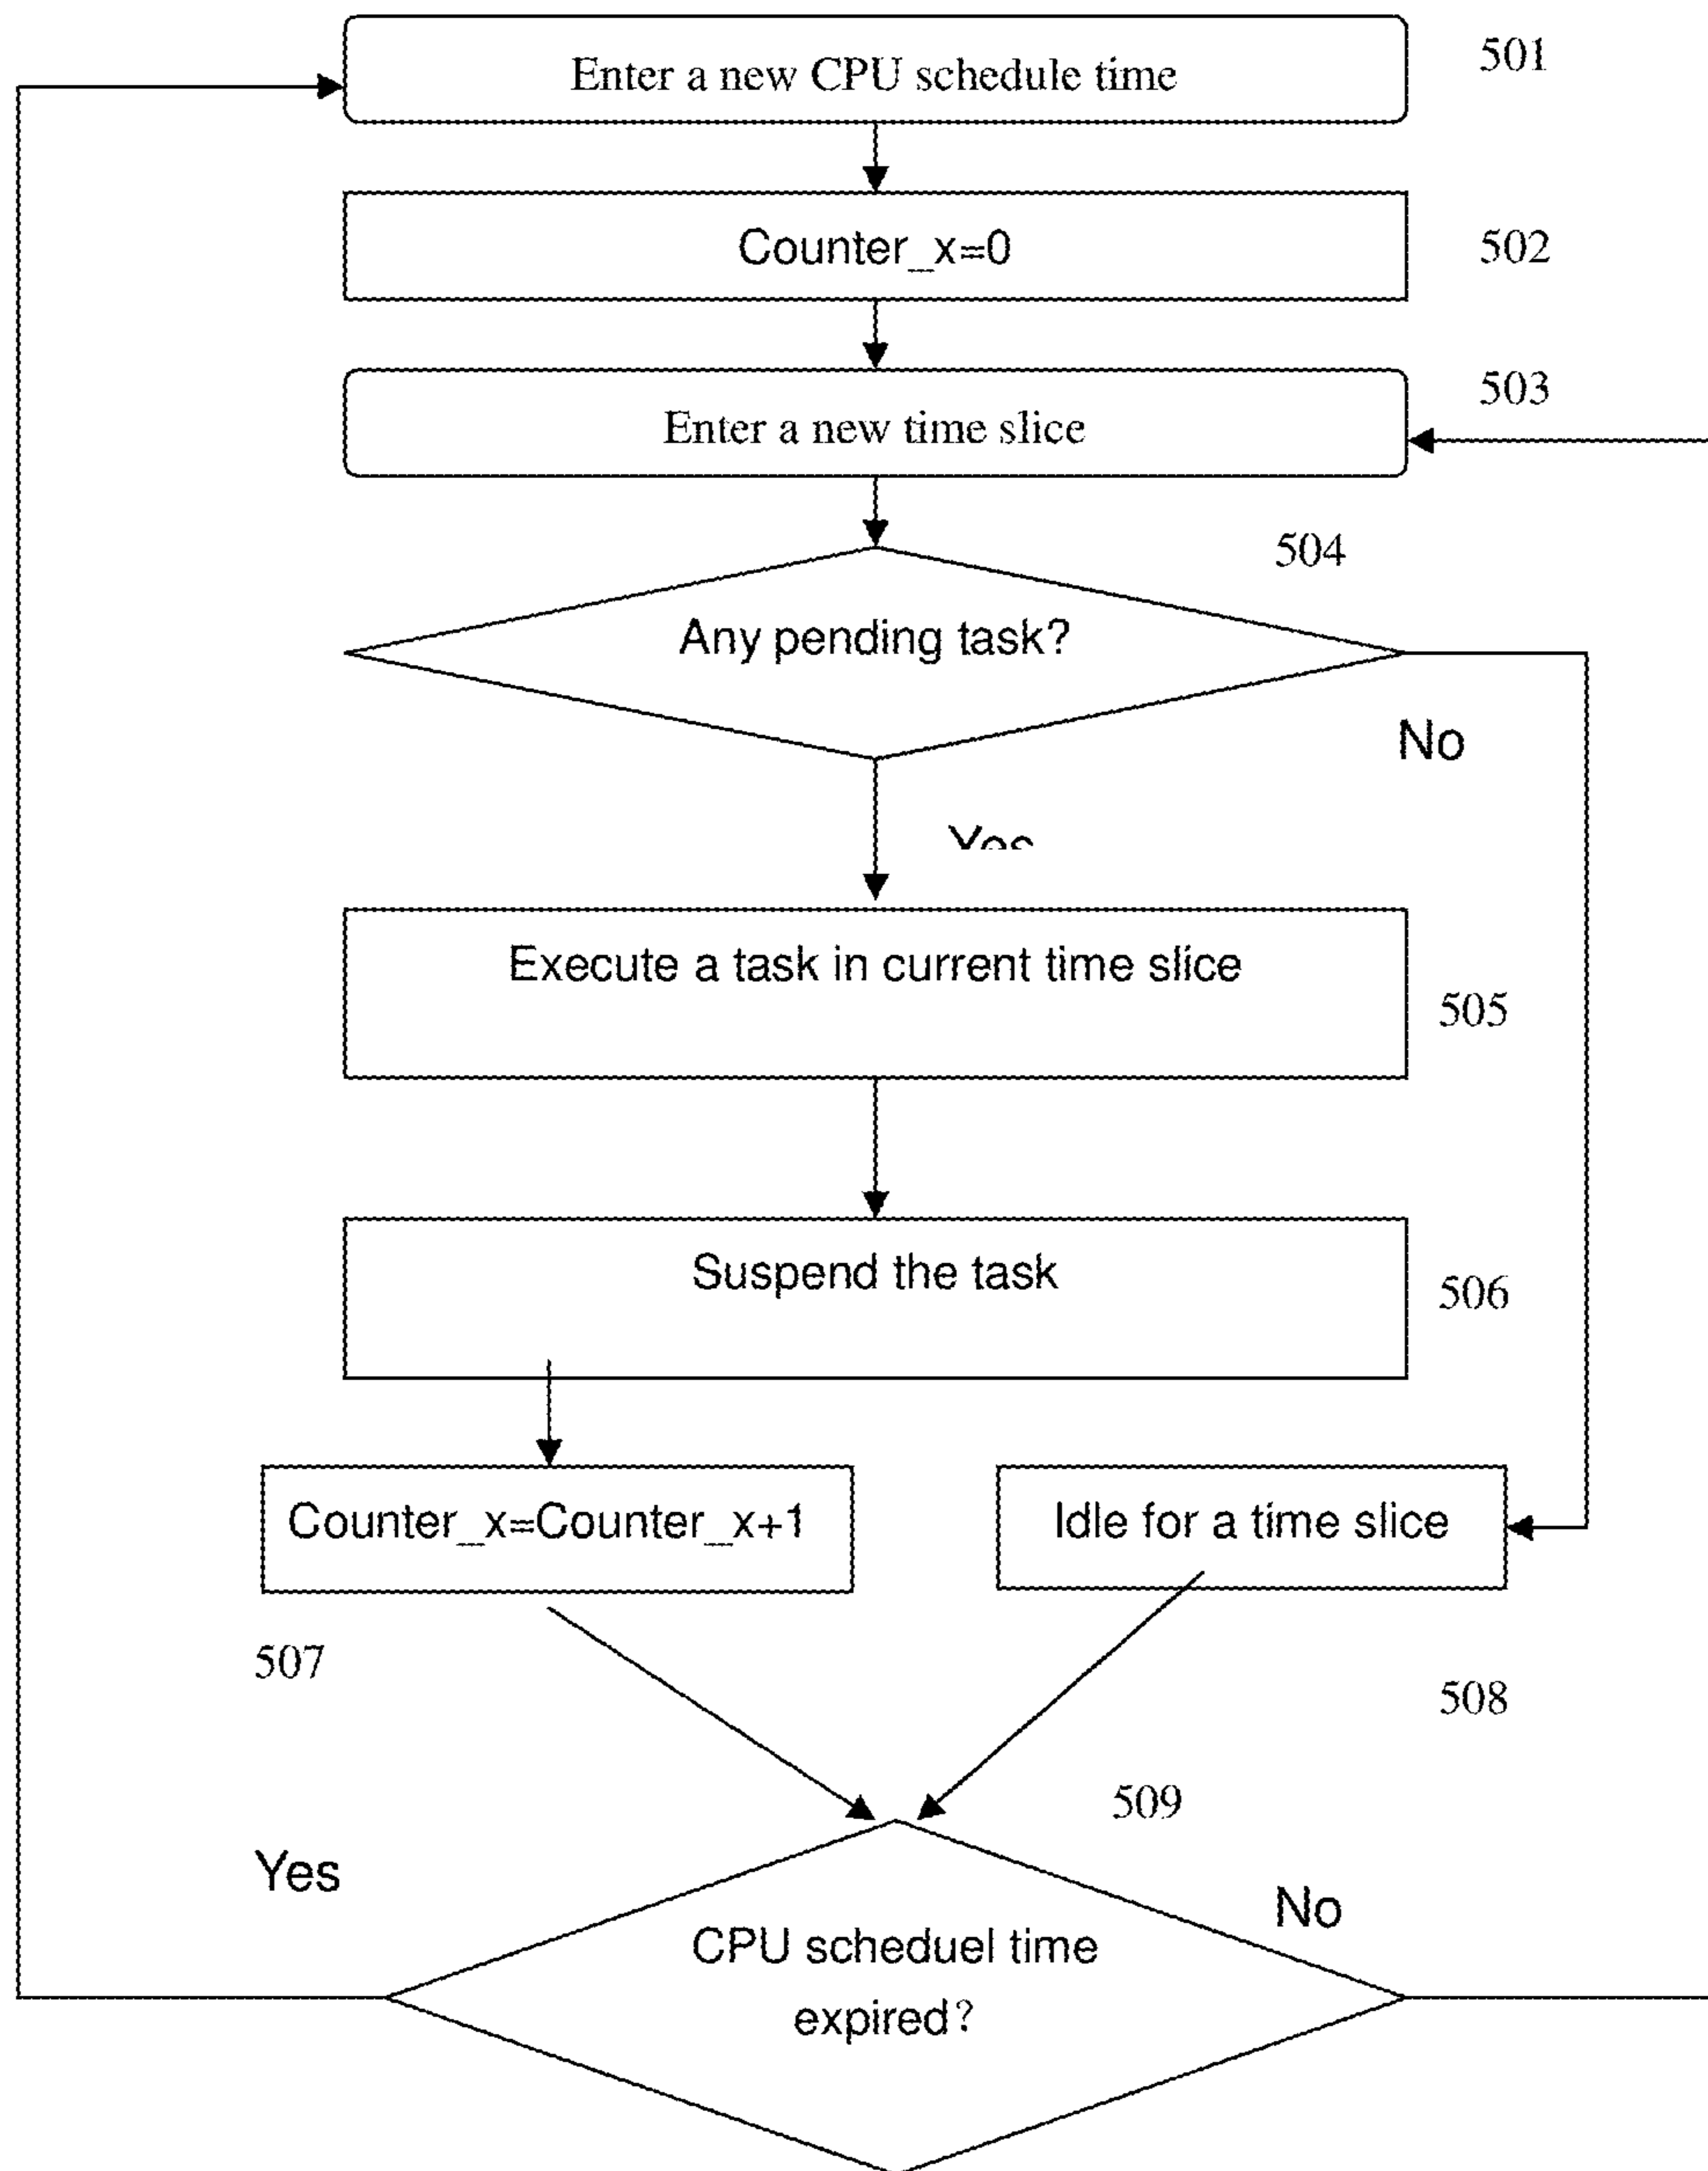 Enter a new CPU schedule time
501
Counter_x=0
502
503
Enter a new time slice
504
Any pending task?
No
Yes
Execute a task in current time slice
505
Suspend the task
506
Counter_x=Counter_x+1
Idle for a time slice
507
508
509
Yes
No
CPU scheduel time
expired?